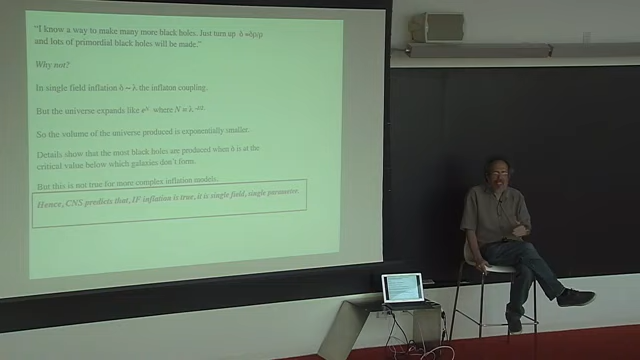 "I know a way to make many more black holes. Just turn up δ =δρ/ρ
and lots of primordial black holes will be made."
Why not?
In single field inflation δ ~ λ, the inflaton coupling.
But the universe expands like eᴺ where N = λ
So the volume of the universe produced is exponentially smaller.
Details show that the most black holes are produced when δ is at the
critical value below which galaxies don't form.
But this is not true for more complex inflation models.
Hence, CNS predicts that, IF inflation is true, it is single field, single parameter.